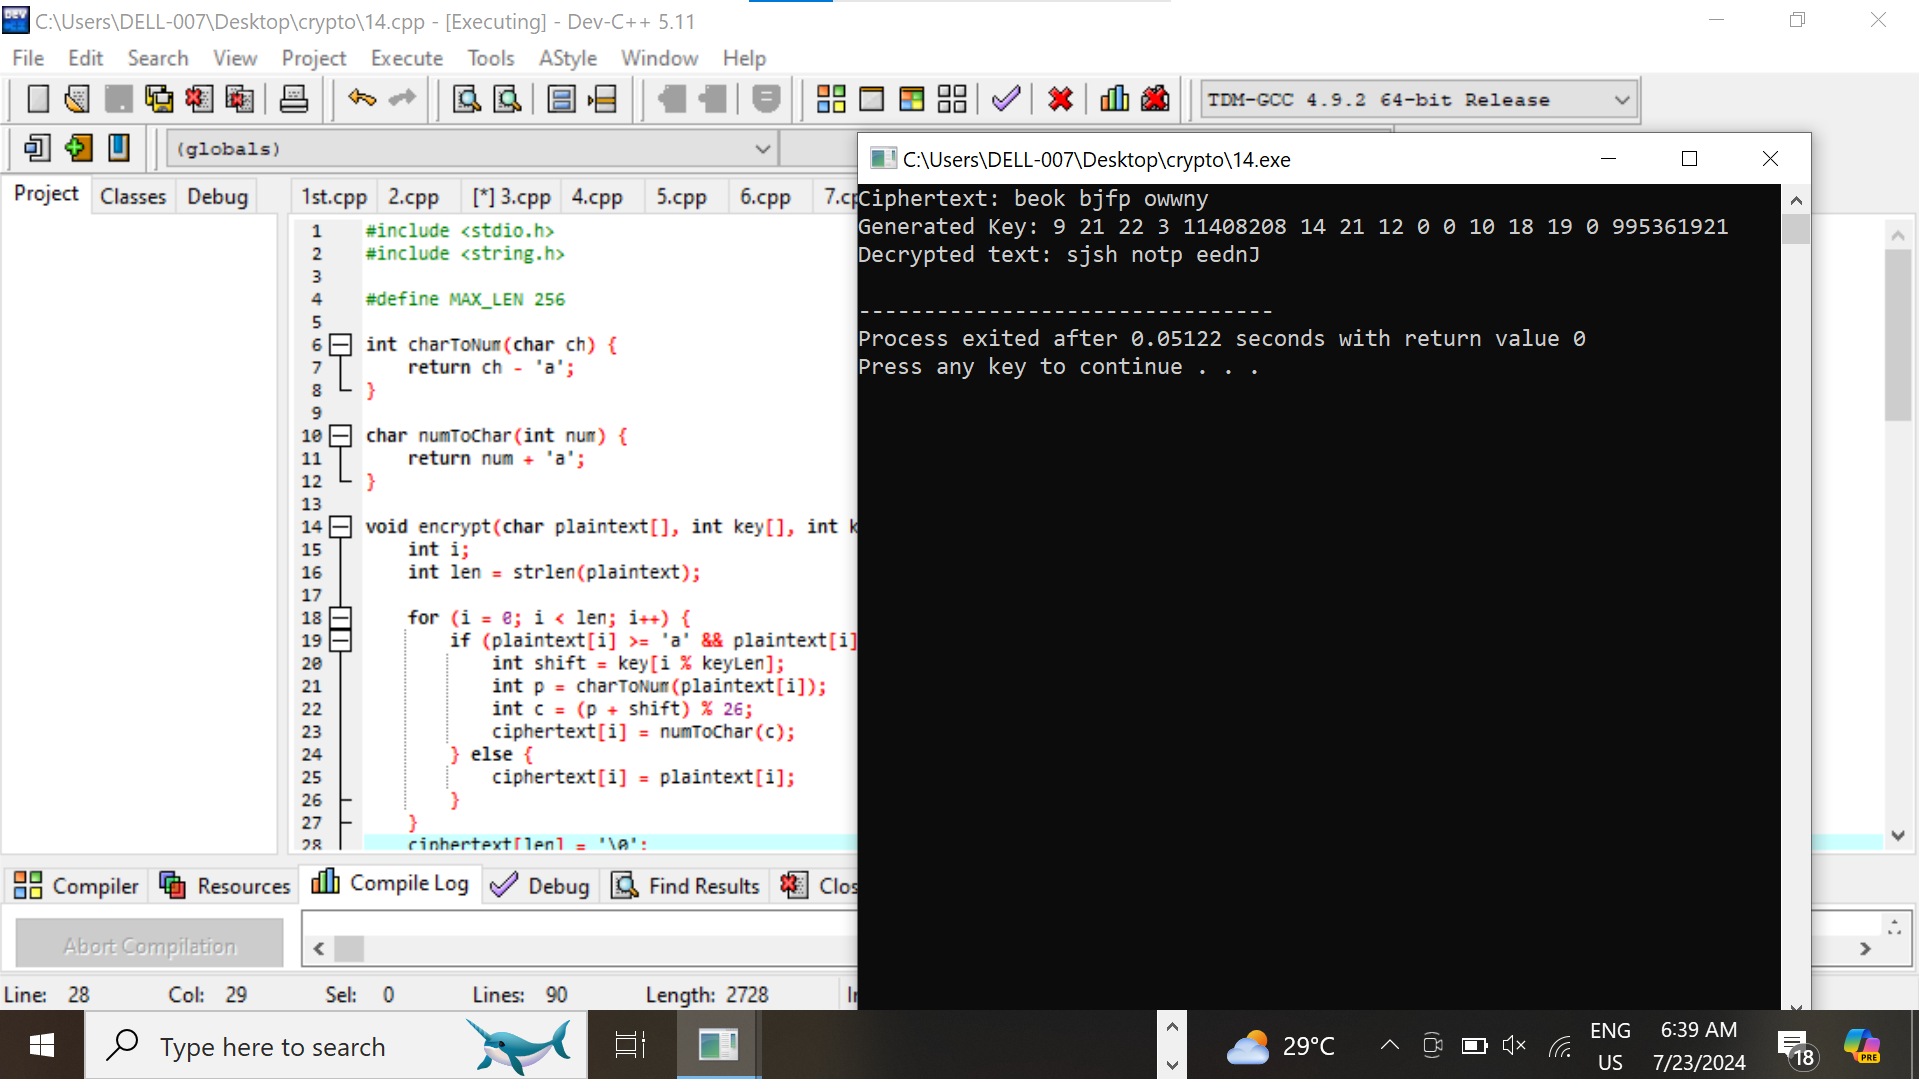 C:\Users\DELL-007\Desktop\crypto\14.cpp - [Executing] - Dev-C++ 5.11
File Edit Search View Project Execute Tools AStyle Window Help
TDM-GCC 4.9.2 64-bit Release
(globals)
Project Classes Debug
1st.cpp 2.cpp [*] 3.cpp 4.cpp 5.cpp 6.cpp
1 #include <stdio.h>
2 #include <string.h>
3
4 #define MAX_LEN 256
5
6 int charToNum(char ch) {
7 return ch - 'a';
8 }
9
10 char numToChar(int num) {
11 return num + 'a';
12 }
13
14 void encrypt(char plaintext[], int key[], int k
15 int i;
16 int len = strlen(plaintext);
17
18 for (i = 0; i < len; i++) {
19 if (plaintext[i] >= 'a' && plaintext[i]
20 int shift = key[i % keyLen];
21 int p = charToNum(plaintext[i]);
22 int c = (p + shift) % 26;
23 ciphertext[i] = numToChar(c);
24 } else {
25 ciphertext[i] = plaintext[i];
26 }
27 }
28 ciphertext[len] = '\0';
C:\Users\DELL-007\Desktop\crypto\14.exe
Ciphertext: beok bjfp owwny
Generated Key: 9 21 22 3 11408208 14 21 12 0 0 10 18 19 0 995361921
Decrypted text: sjsh notp eednJ
--------------------------------
Process exited after 0.05122 seconds with return value 0
Press any key to continue . . .
Compiler Resources Compile Log Debug Find Results Clos
Abort Compilation
Line: 28 Col: 29 Sel: 0 Lines: 90 Length: 2728
Type here to search
29°C
ENG
US
6:39 AM
7/23/2024
18
PRE